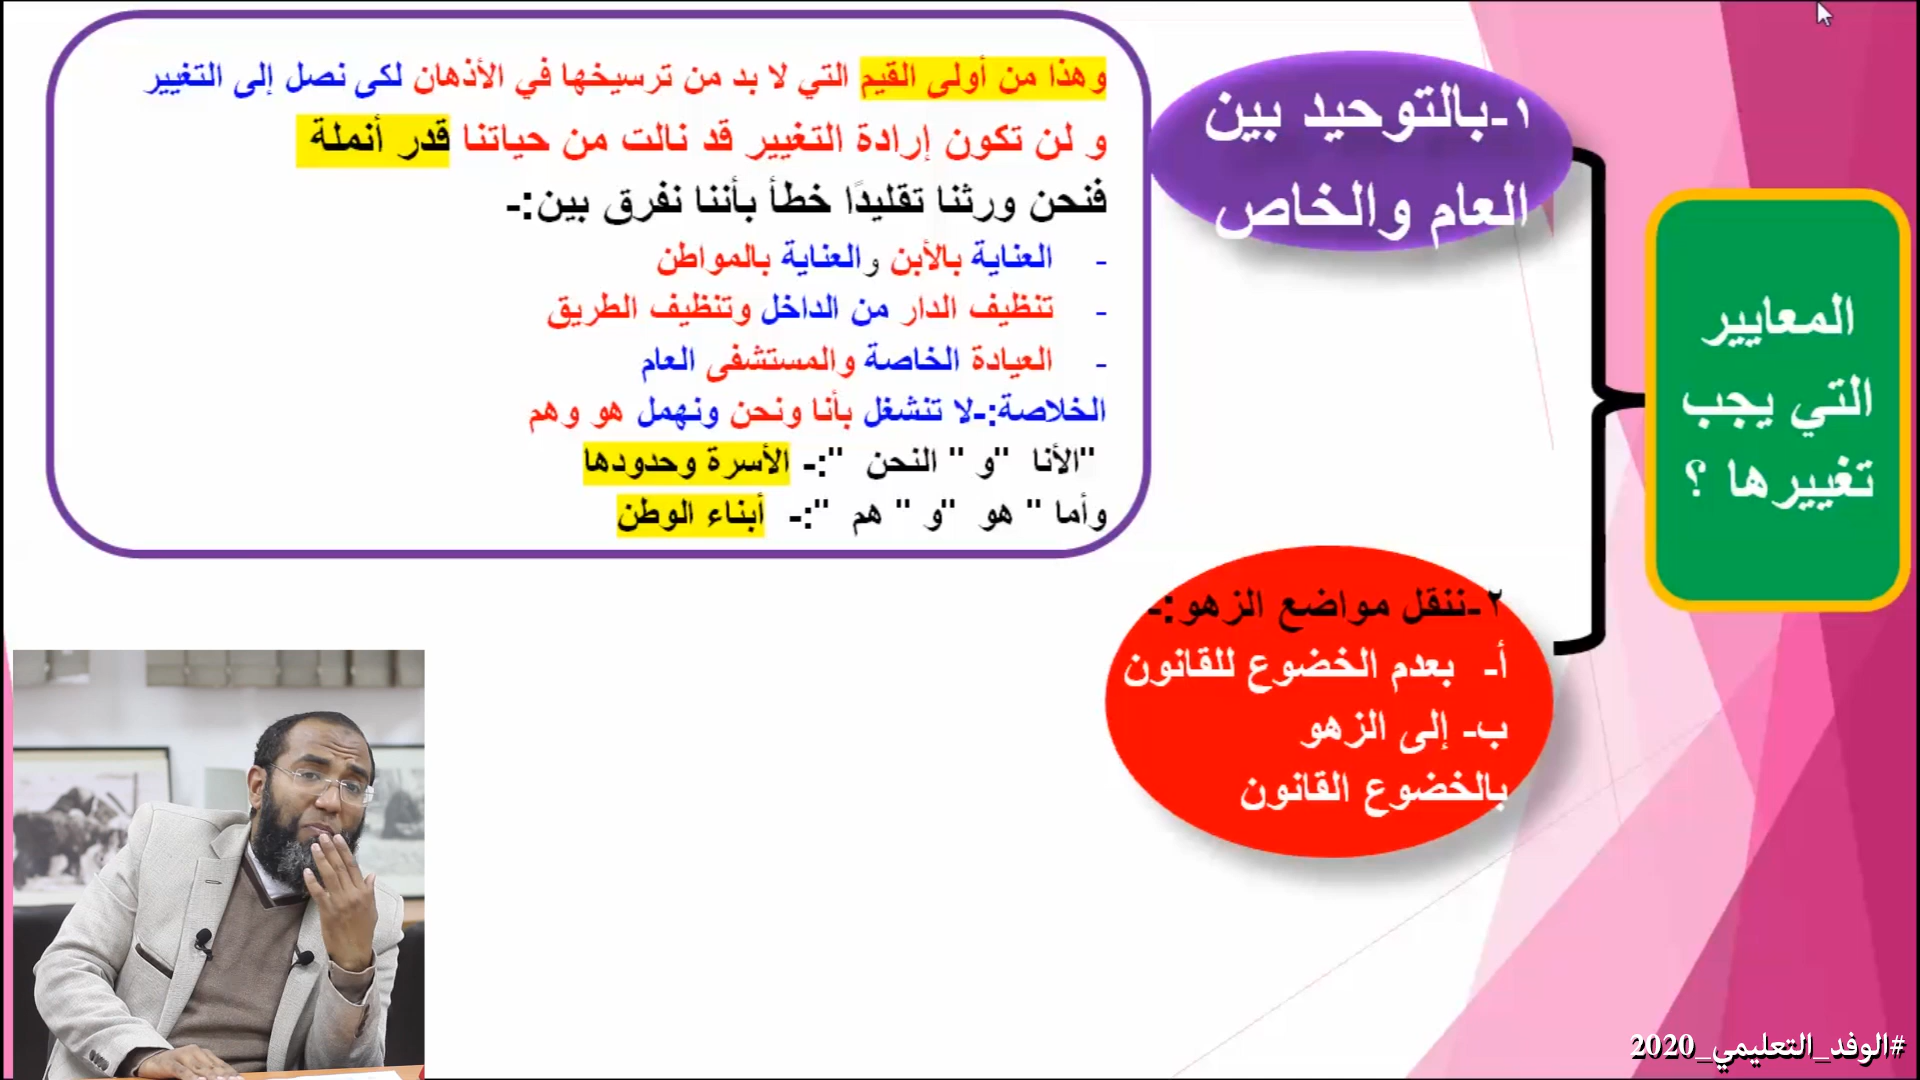 المعايير
التي يجب
تغييرها ؟
١-بالتوحيد بين
العام والخاص
وهذا من أولى القيم التي لا بد من ترسيخها في الأذهان لكى نصل إلى التغيير
و لن تكون إرادة التغيير قد نالت من حياتنا قدر أنملة
فنحن ورثنا تقليدًا خطأ بأننا نفرق بين:-
- العناية بالأبن والعناية بالمواطن
- تنظيف الدار من الداخل وتنظيف الطريق
- العيادة الخاصة والمستشفى العام
الخلاصة:-لا تنشغل بأنا ونحن ونهمل هو وهم
"الأنا "و " النحن ":- الأسرة وحدودها
وأما " هو "و " هم ":- أبناء الوطن
٢-ننقل مواضع الزهو:-
أ- بعدم الخضوع للقانون
ب- إلى الزهو
بالخضوع القانون
#الوفد_التعليمي_2020